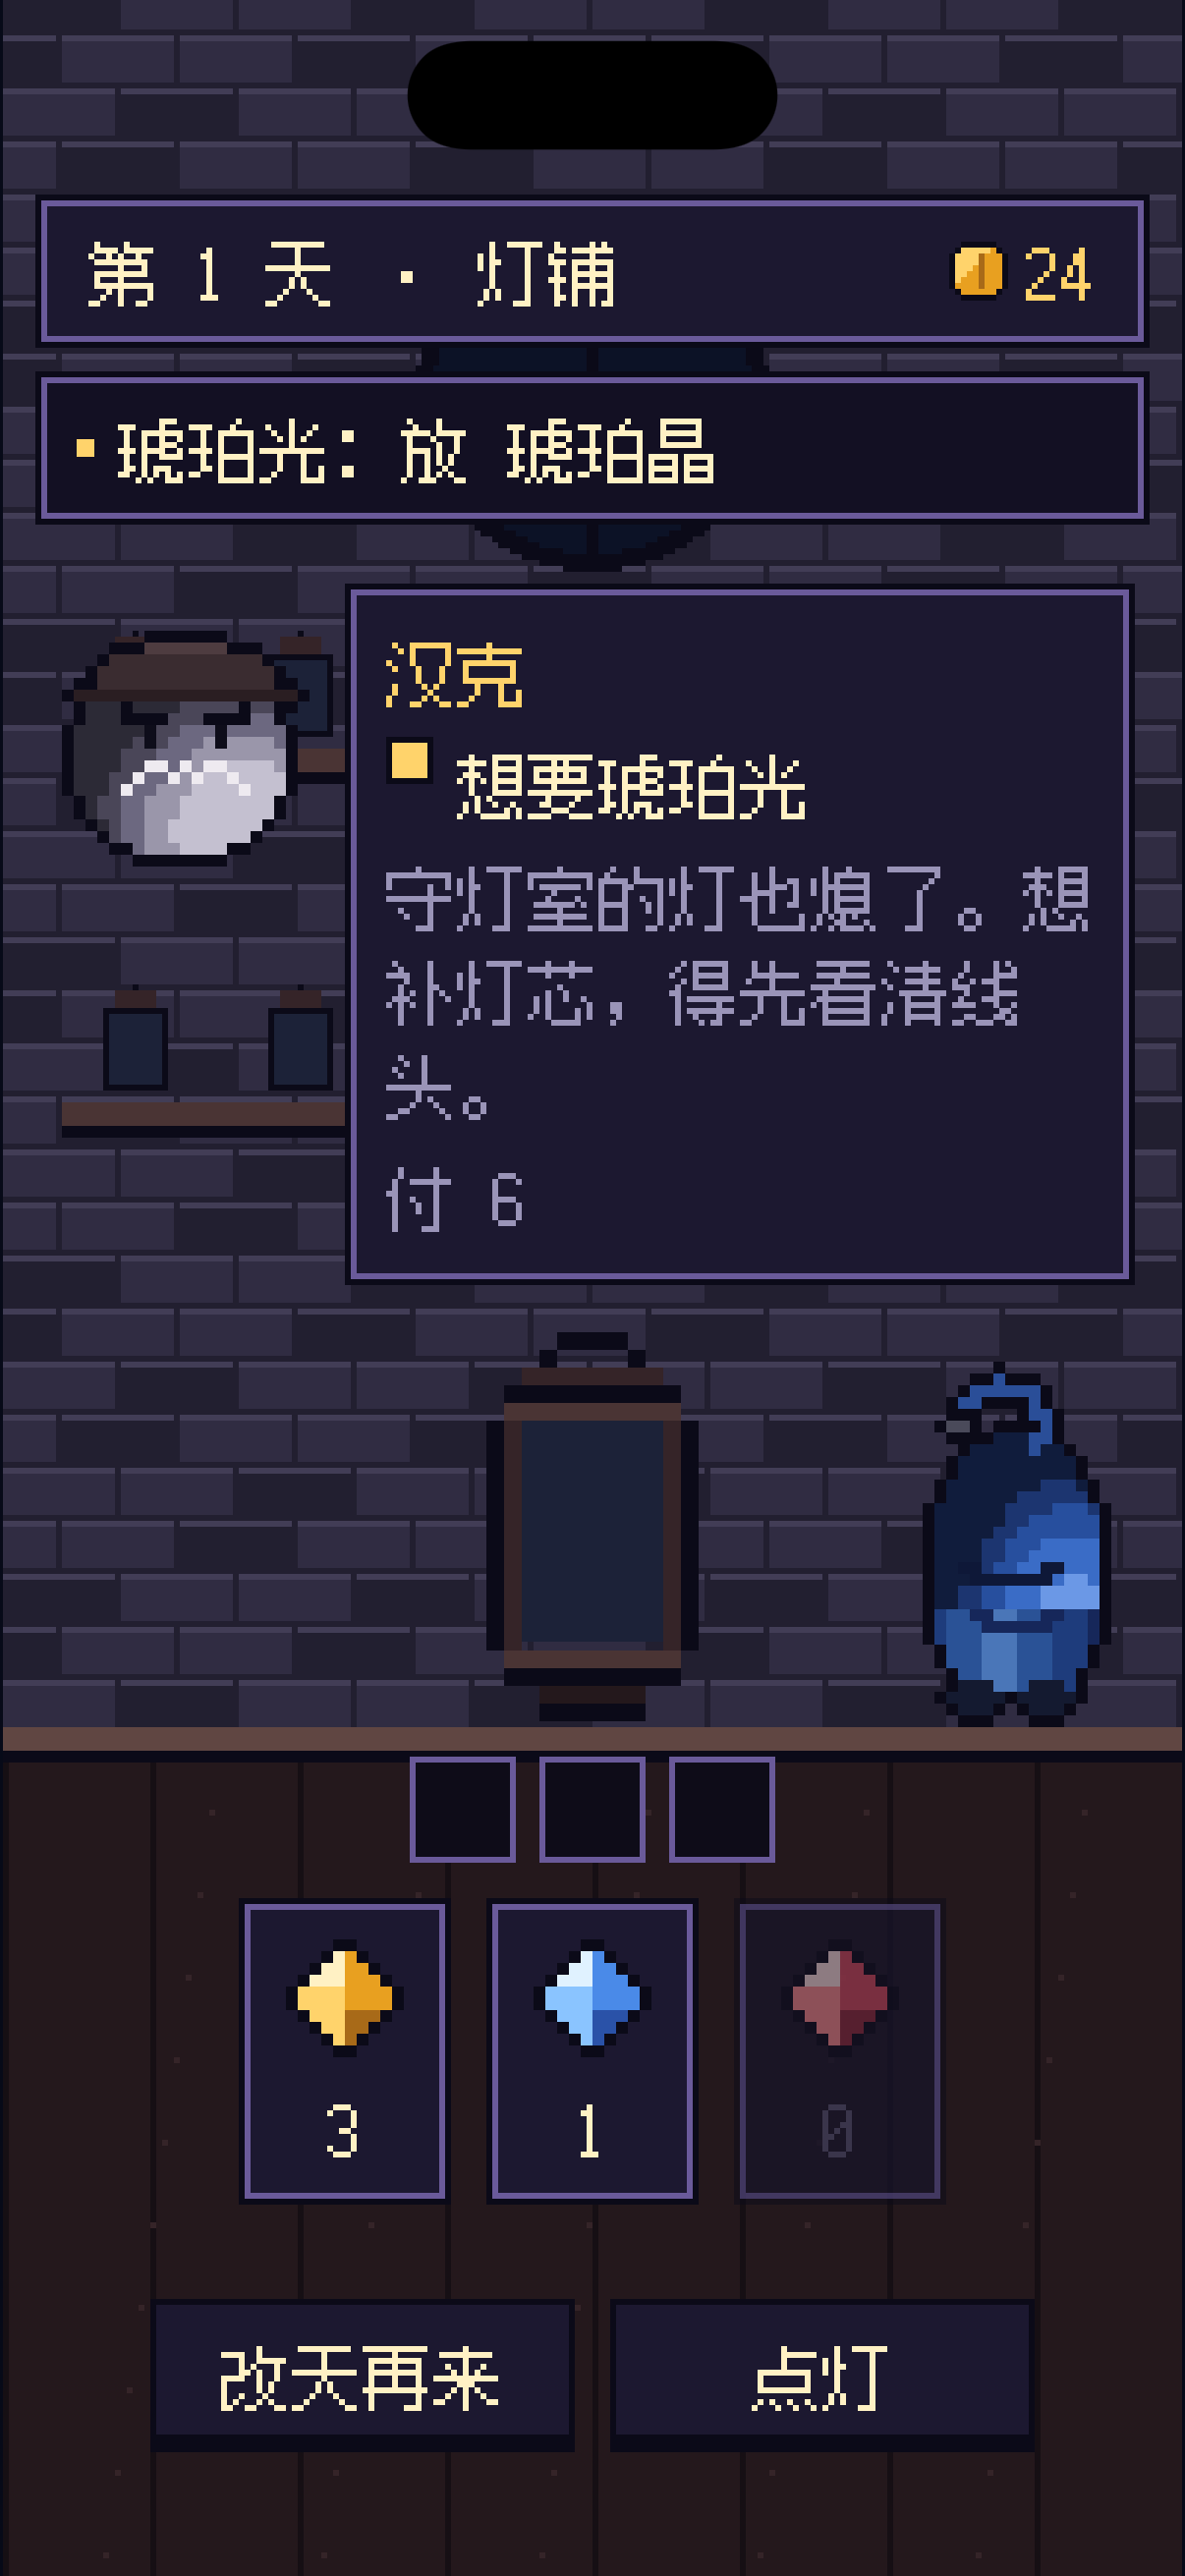 第 1 天 · 灯铺 24
琥珀光: 放 琥珀晶
汉克
想要琥珀光
守灯室的灯也熄了。想
补灯芯，得先看清线
头。
付 6
3 1 0
改天再来 点灯